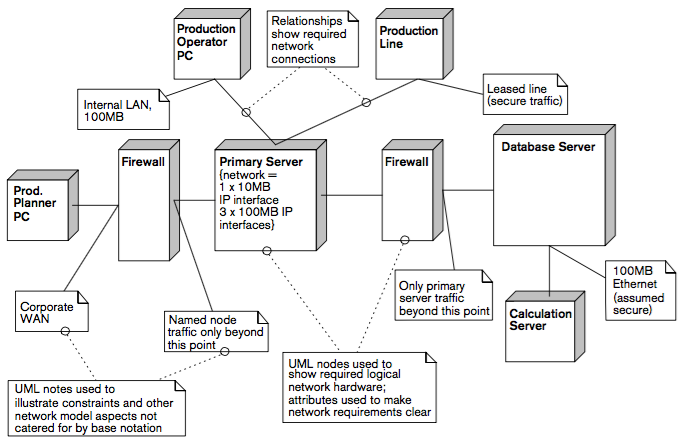 Production
Operator
PC
Relationships
show required
network
connections
Production
Line
Internal LAN,
100MB
Leased line
(secure traffic)
Prod.
Planner
PC
Firewall
Primary Server
{network =
1 x 10MB
IP interface
3 x 100MB IP
interfaces}
Firewall
Database Server
Corporate
WAN
Named node
traffic only beyond
this point
Only primary
server traffic
beyond this point
Calculation
Server
100MB
Ethernet
(assumed
secure)
UML notes used to
illustrate constraints and other
network model aspects not
catered for by base notation
UML nodes used to
show required logical
network hardware;
attributes used to make
network requirements clear